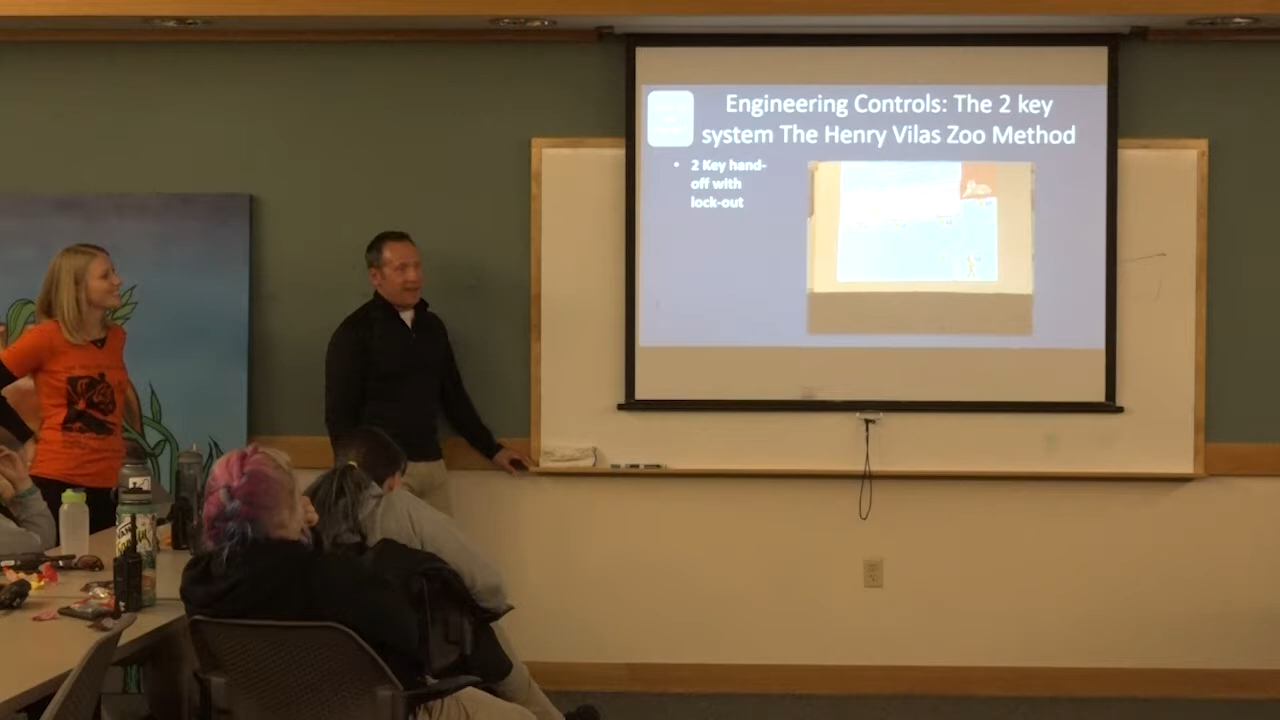 Engineering Controls: The 2 key
system The Henry Vilas Zoo Method
• 2 Key hand-
off with
lock-out